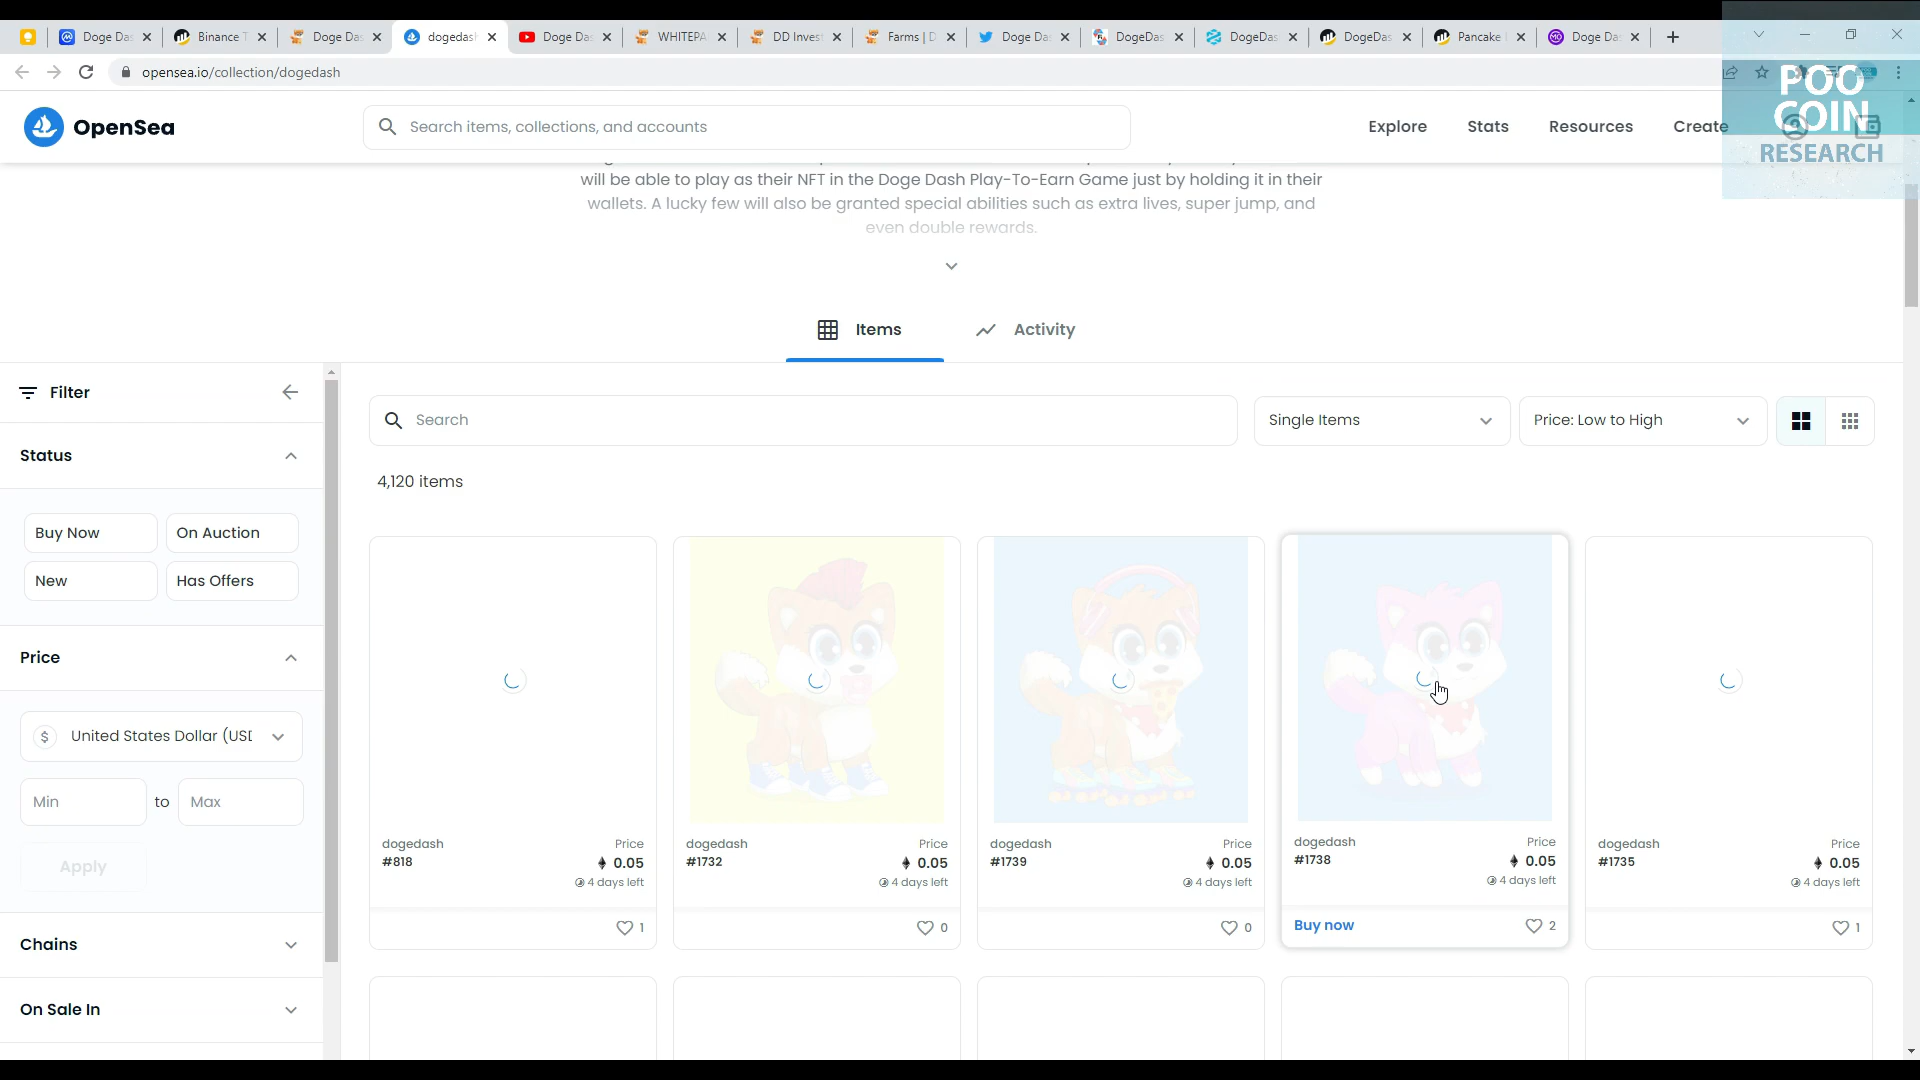 Doge Da
Binance T
Doge Da
dogedas
Doge Da
WHITEPA
DD Invest
Farms | D
Doge Da
DogeDas
DogeDas
DogeDas
Pancake
Doge Da
opensea.io/collection/dogedash
POO
COIN
RESEARCH
OpenSea
Search items, collections, and accounts
Explore
Stats
Resources
Create
will be able to play as their NFT in the Doge Dash Play-To-Earn Game just by holding it in their
wallets. A lucky few will also be granted special abilities such as extra lives, super jump, and
even double rewards.
Items
Activity
Filter
Search
Single Items
Price: Low to High
Status
4,120 items
Buy Now
On Auction
New
Has Offers
Price
$ United States Dollar (USD
Min to Max
Apply
Chains
On Sale In
dogedash Price
#818 0.05
4 days left
1
dogedash Price
#1732 0.05
4 days left
0
dogedash Price
#1739 0.05
4 days left
0
dogedash Price
#1738 0.05
4 days left
Buy now 2
dogedash Price
#1735 0.05
4 days left
1